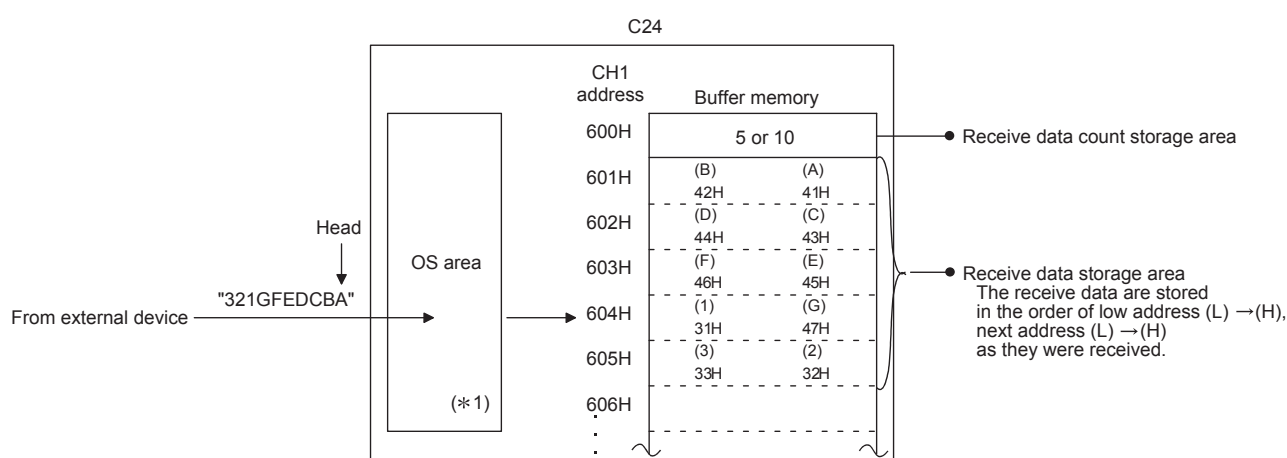 C24
CH1
address
Buffer memory
600H
5 or 10
Receive data count storage area
601H
(B) (A)
42H 41H
602H
(D) (C)
44H 43H
Head
OS area
603H
(F) (E)
46H 45H
Receive data storage area
The receive data are stored
in the order of low address (L) →(H),
next address (L) →(H)
as they were received.
"321GFEDCBA"
From external device
604H
(1) (G)
31H 47H
605H
(3) (2)
33H 32H
(*1)
606H